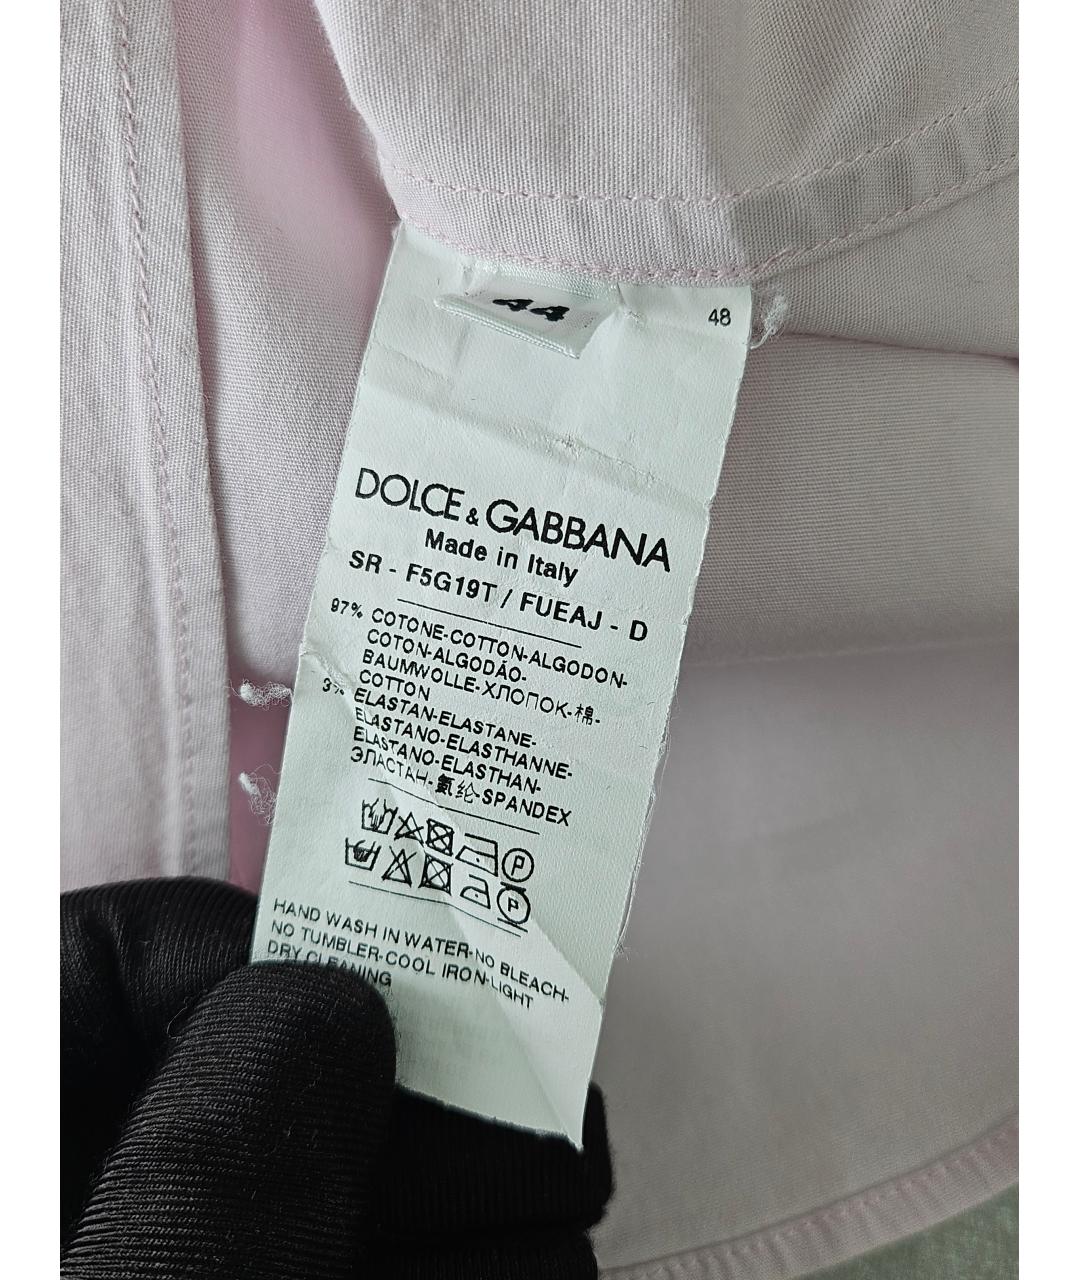 44
48
DOLCE & GABBANA
Made in Italy
SR - F5G19T / FUEAJ - D
97% COTONE-COTTON-ALGODON-
COTON-ALGODÃO-
BAUMWOLLE-ХЛОПОК-棉-
COTTON
3% ELASTAN-ELASTANE-
ELASTANO-ELASTHANNE-
ELASTANO-ELASTHAN-
ЭЛАСТАН-氨纶-SPANDEX
P
P
HAND WASH IN WATER-NO BLEACH-
NO TUMBLER-COOL IRON-LIGHT
DRY CLEANING